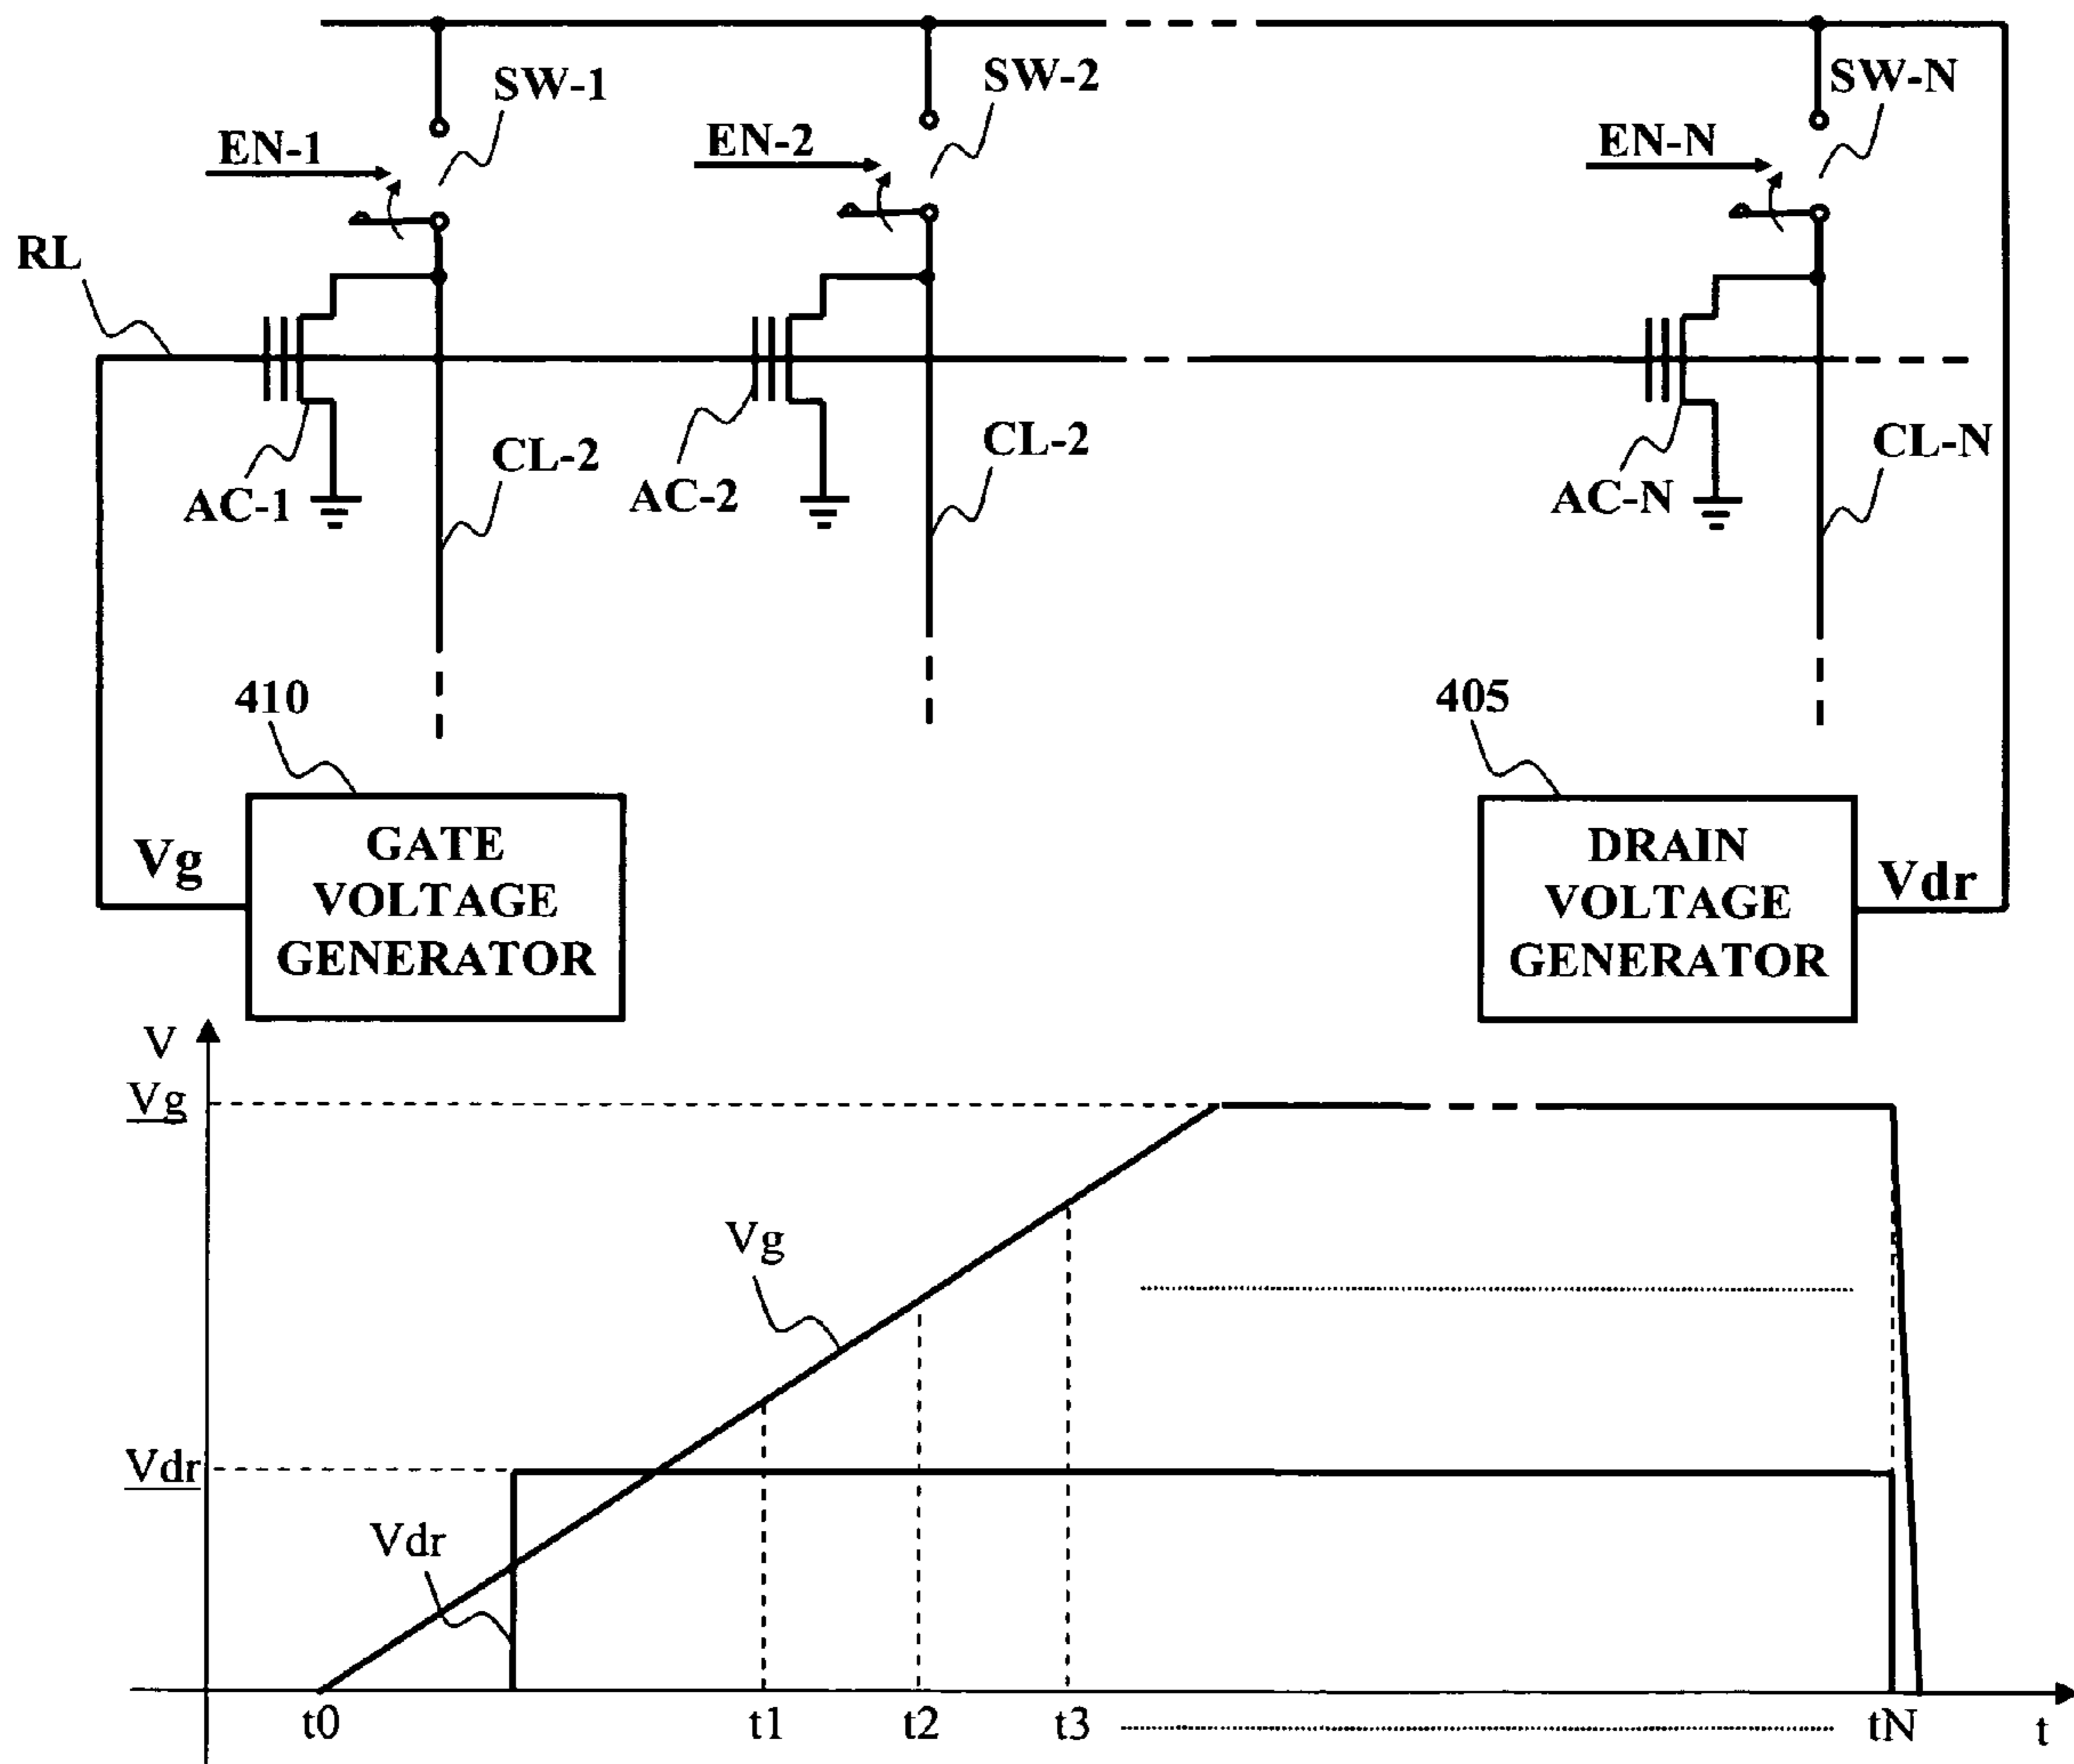 SW-1
SW-2
SW-N
EN-1
EN-2
EN-N
RL
CL-2
CL-2
CL-N
AC-1
AC-2
AC-N
410
405
GATE
VOLTAGE
GENERATOR
Vg
DRAIN
VOLTAGE
GENERATOR
Vdr
V
Vg
Vg
Vdr
Vdr
t0
t1
t2
t3
tN
t